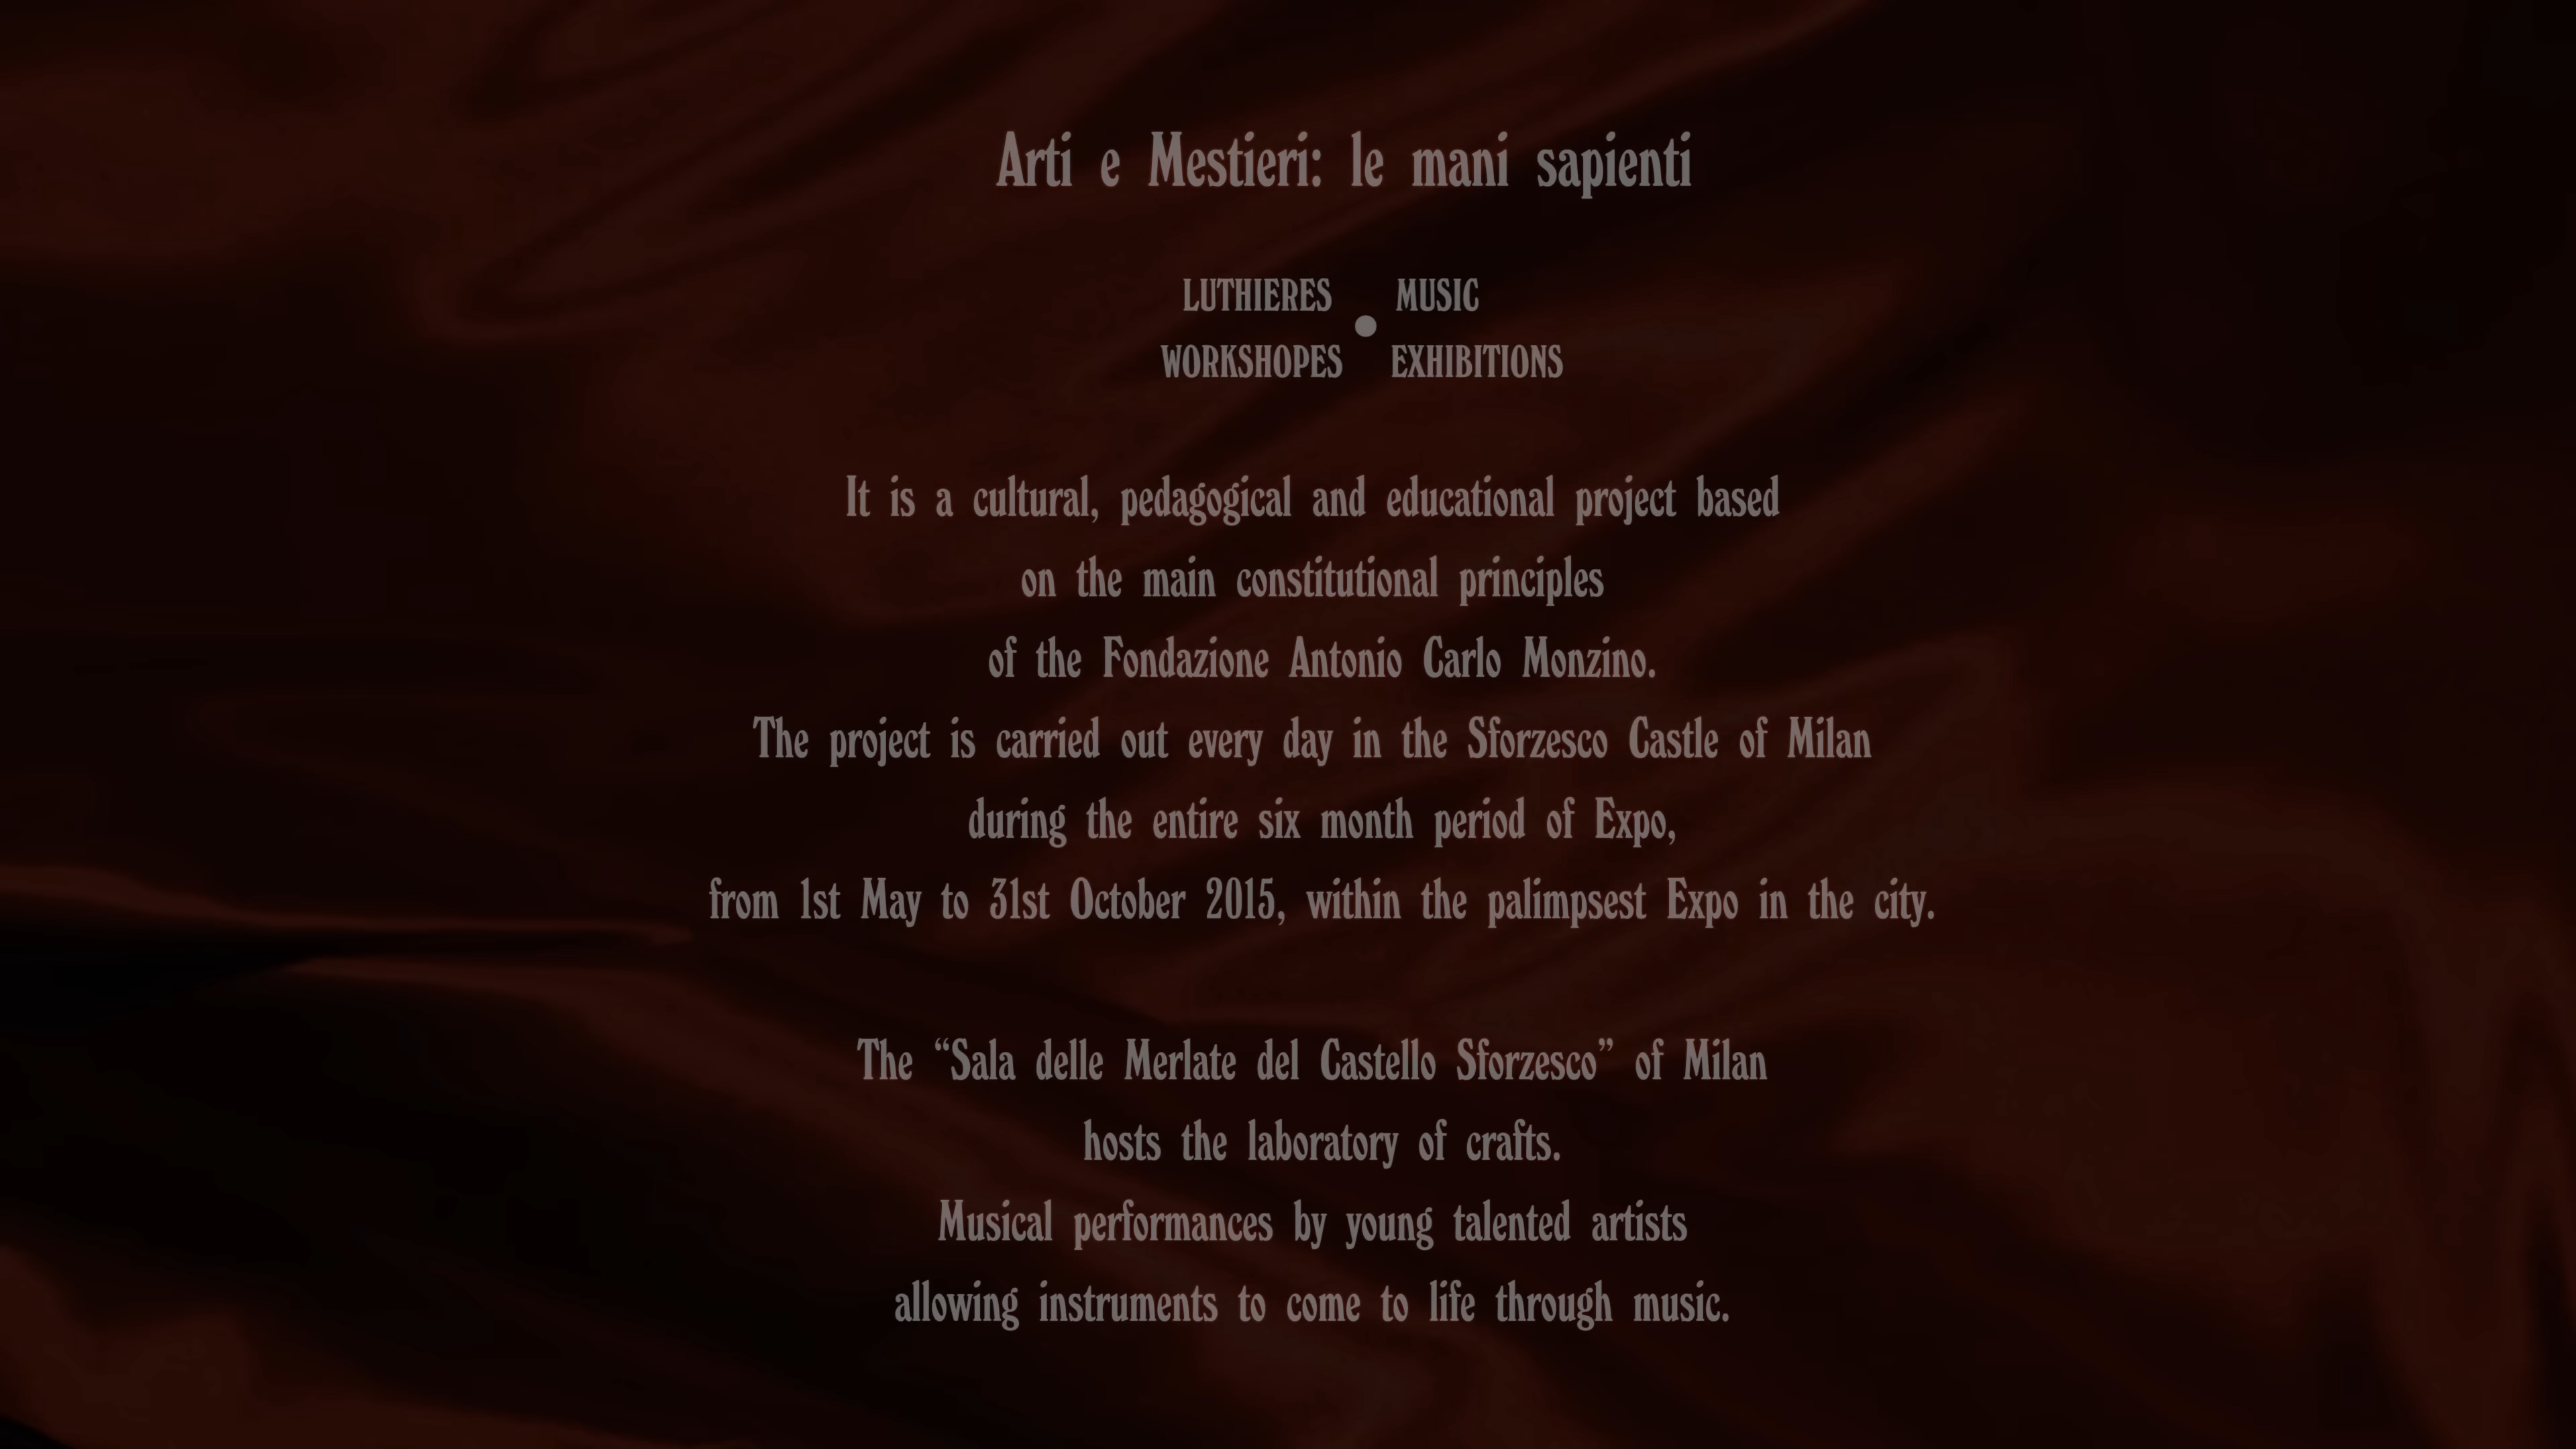 Arti e Mestieri: le mani sapienti
LUTHIERES MUSIC
•
WORKSHOPES EXHIBITIONS
It is a cultural, pedagogical and educational project based
on the main constitutional principles
of the Fondazione Antonio Carlo Monzino.
The project is carried out every day in the Sforzesco Castle of Milan
during the entire six month period of Expo,
from 1st May to 31st October 2015, within the palimpsest Expo in the city.
The “Sala delle Merlate del Castello Sforzesco” of Milan
hosts the laboratory of crafts.
Musical performances by young talented artists
allowing instruments to come to life through music.